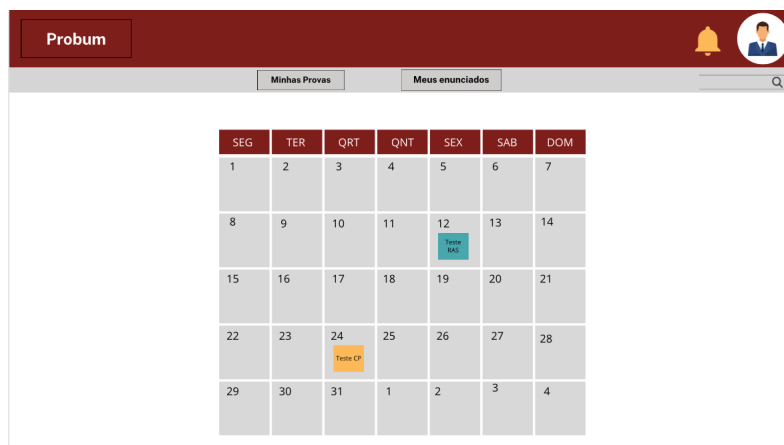 Probum
Minhas Provas Meus enunciados
SEG TER QRT QNT SEX SAB DOM
1 2 3 4 5 6 7
8 9 10 11 12 13 14
Teste
RAS
15 16 17 18 19 20 21
22 23 24 25 26 27 28
Teste CP
29 30 31 1 2 3 4